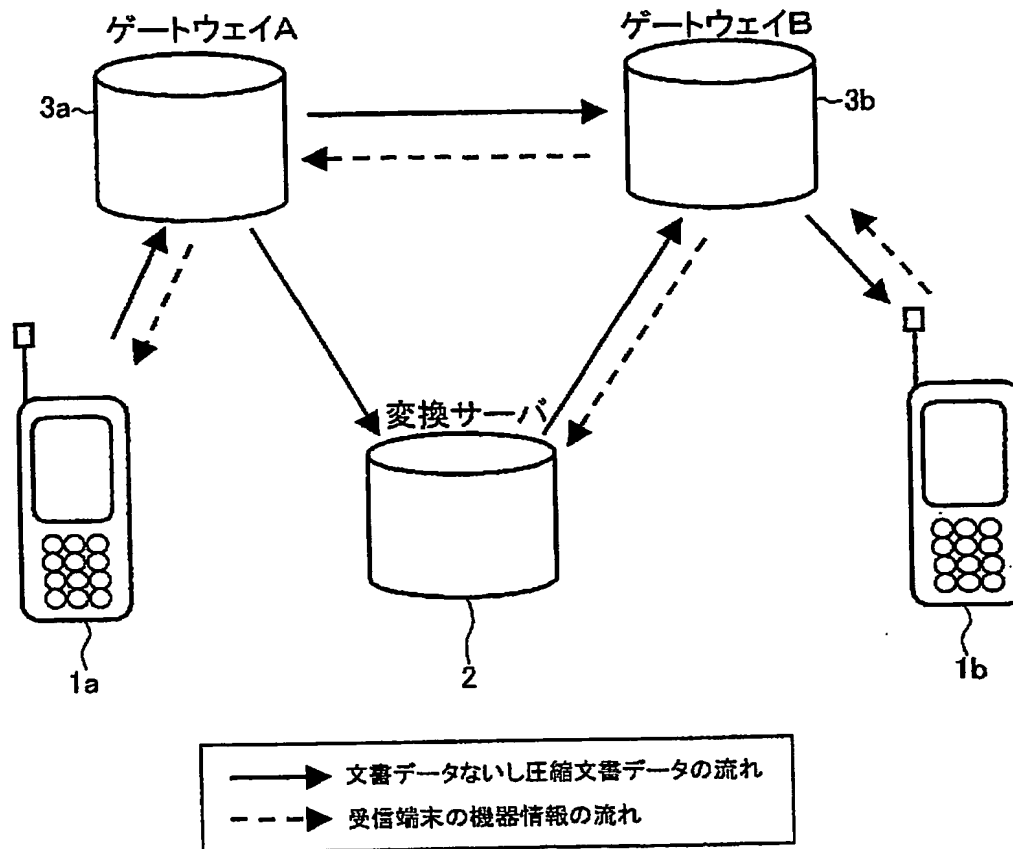 ゲートウェイA
ゲートウェイB
3a
3b
変換サーバ
1a
2
1b
文書データないし圧縮文書データの流れ
受信端末の機器情報の流れ